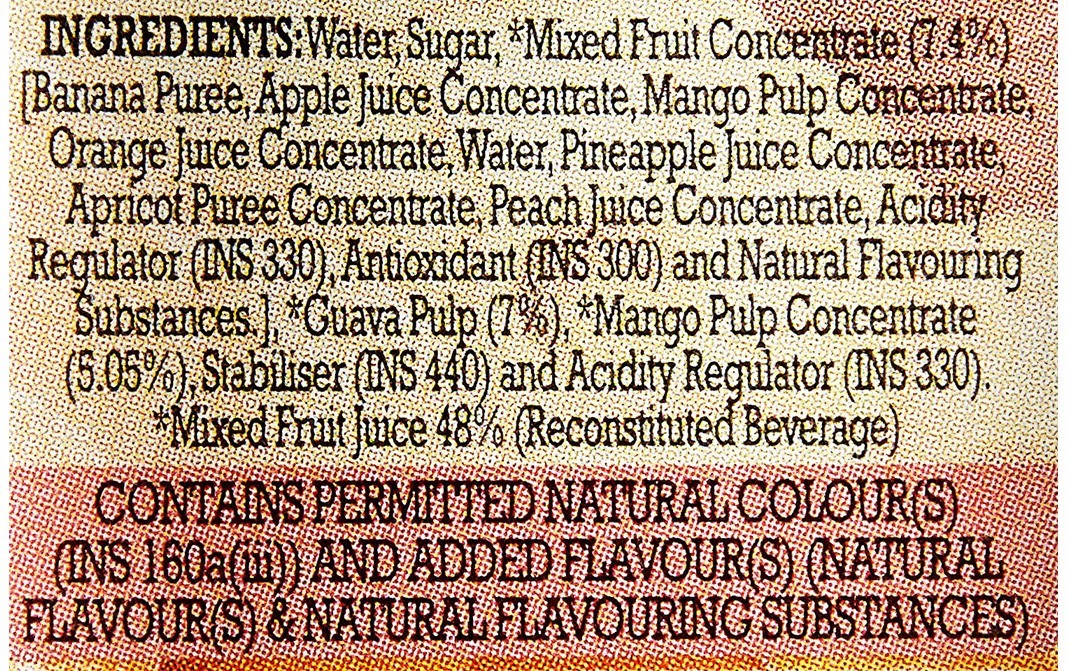 INGREDIENTS: Water, Sugar, *Mixed Fruit Concentrate (7.4%)
[Banana Puree, Apple Juice Concentrate, Mango Pulp Concentrate,
Orange Juice Concentrate, Water, Pineapple Juice Concentrate,
Apricot Puree Concentrate, Peach Juice Concentrate, Acidity
Regulator (INS 330), Antioxidant (INS 300) and Natural Flavouring
Substances.], *Guava Pulp (7%), *Mango Pulp Concentrate
(5.05%), Stabiliser (INS 440) and Acidity Regulator (INS 330).
*Mixed Fruit Juice 48% (Reconstituted Beverage)
CONTAINS PERMITTED NATURAL COLOUR(S)
(INS 160a(iii)) AND ADDED FLAVOUR(S) (NATURAL
FLAVOUR(S) & NATURAL FLAVOURING SUBSTANCES)